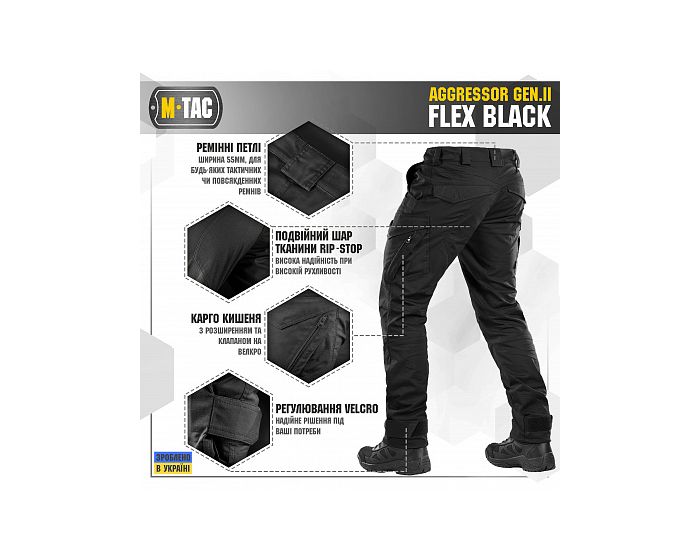 M-TAC
AGGRESSOR GEN.II
FLEX BLACK
РЕМІННІ ПЕТЛІ
ШИРИНА 55ММ, ДЛЯ
БУДЬ-ЯКИХ ТАКТИЧНИХ
ЧИ ПОВСЯКДЕННИХ
РЕМНІВ
ПОДВІЙНИЙ ШАР
ТКАНИНИ RIP-STOP
ВИСОКА НАДІЙНІСТЬ ПРИ
ВИСОКІЙ РУХЛИВОСТІ
КАРГО КИШЕНЯ
З РОЗШИРЕННЯМ ТА
КЛАПАНОМ НА
ВЕЛКРО
РЕГУЛЮВАННЯ VELCRO
НАДІЙНЕ РІШЕННЯ ПІД
ВАШІ ПОТРЕБИ
ЗРОБЛЕНО
В УКРАЇНІ